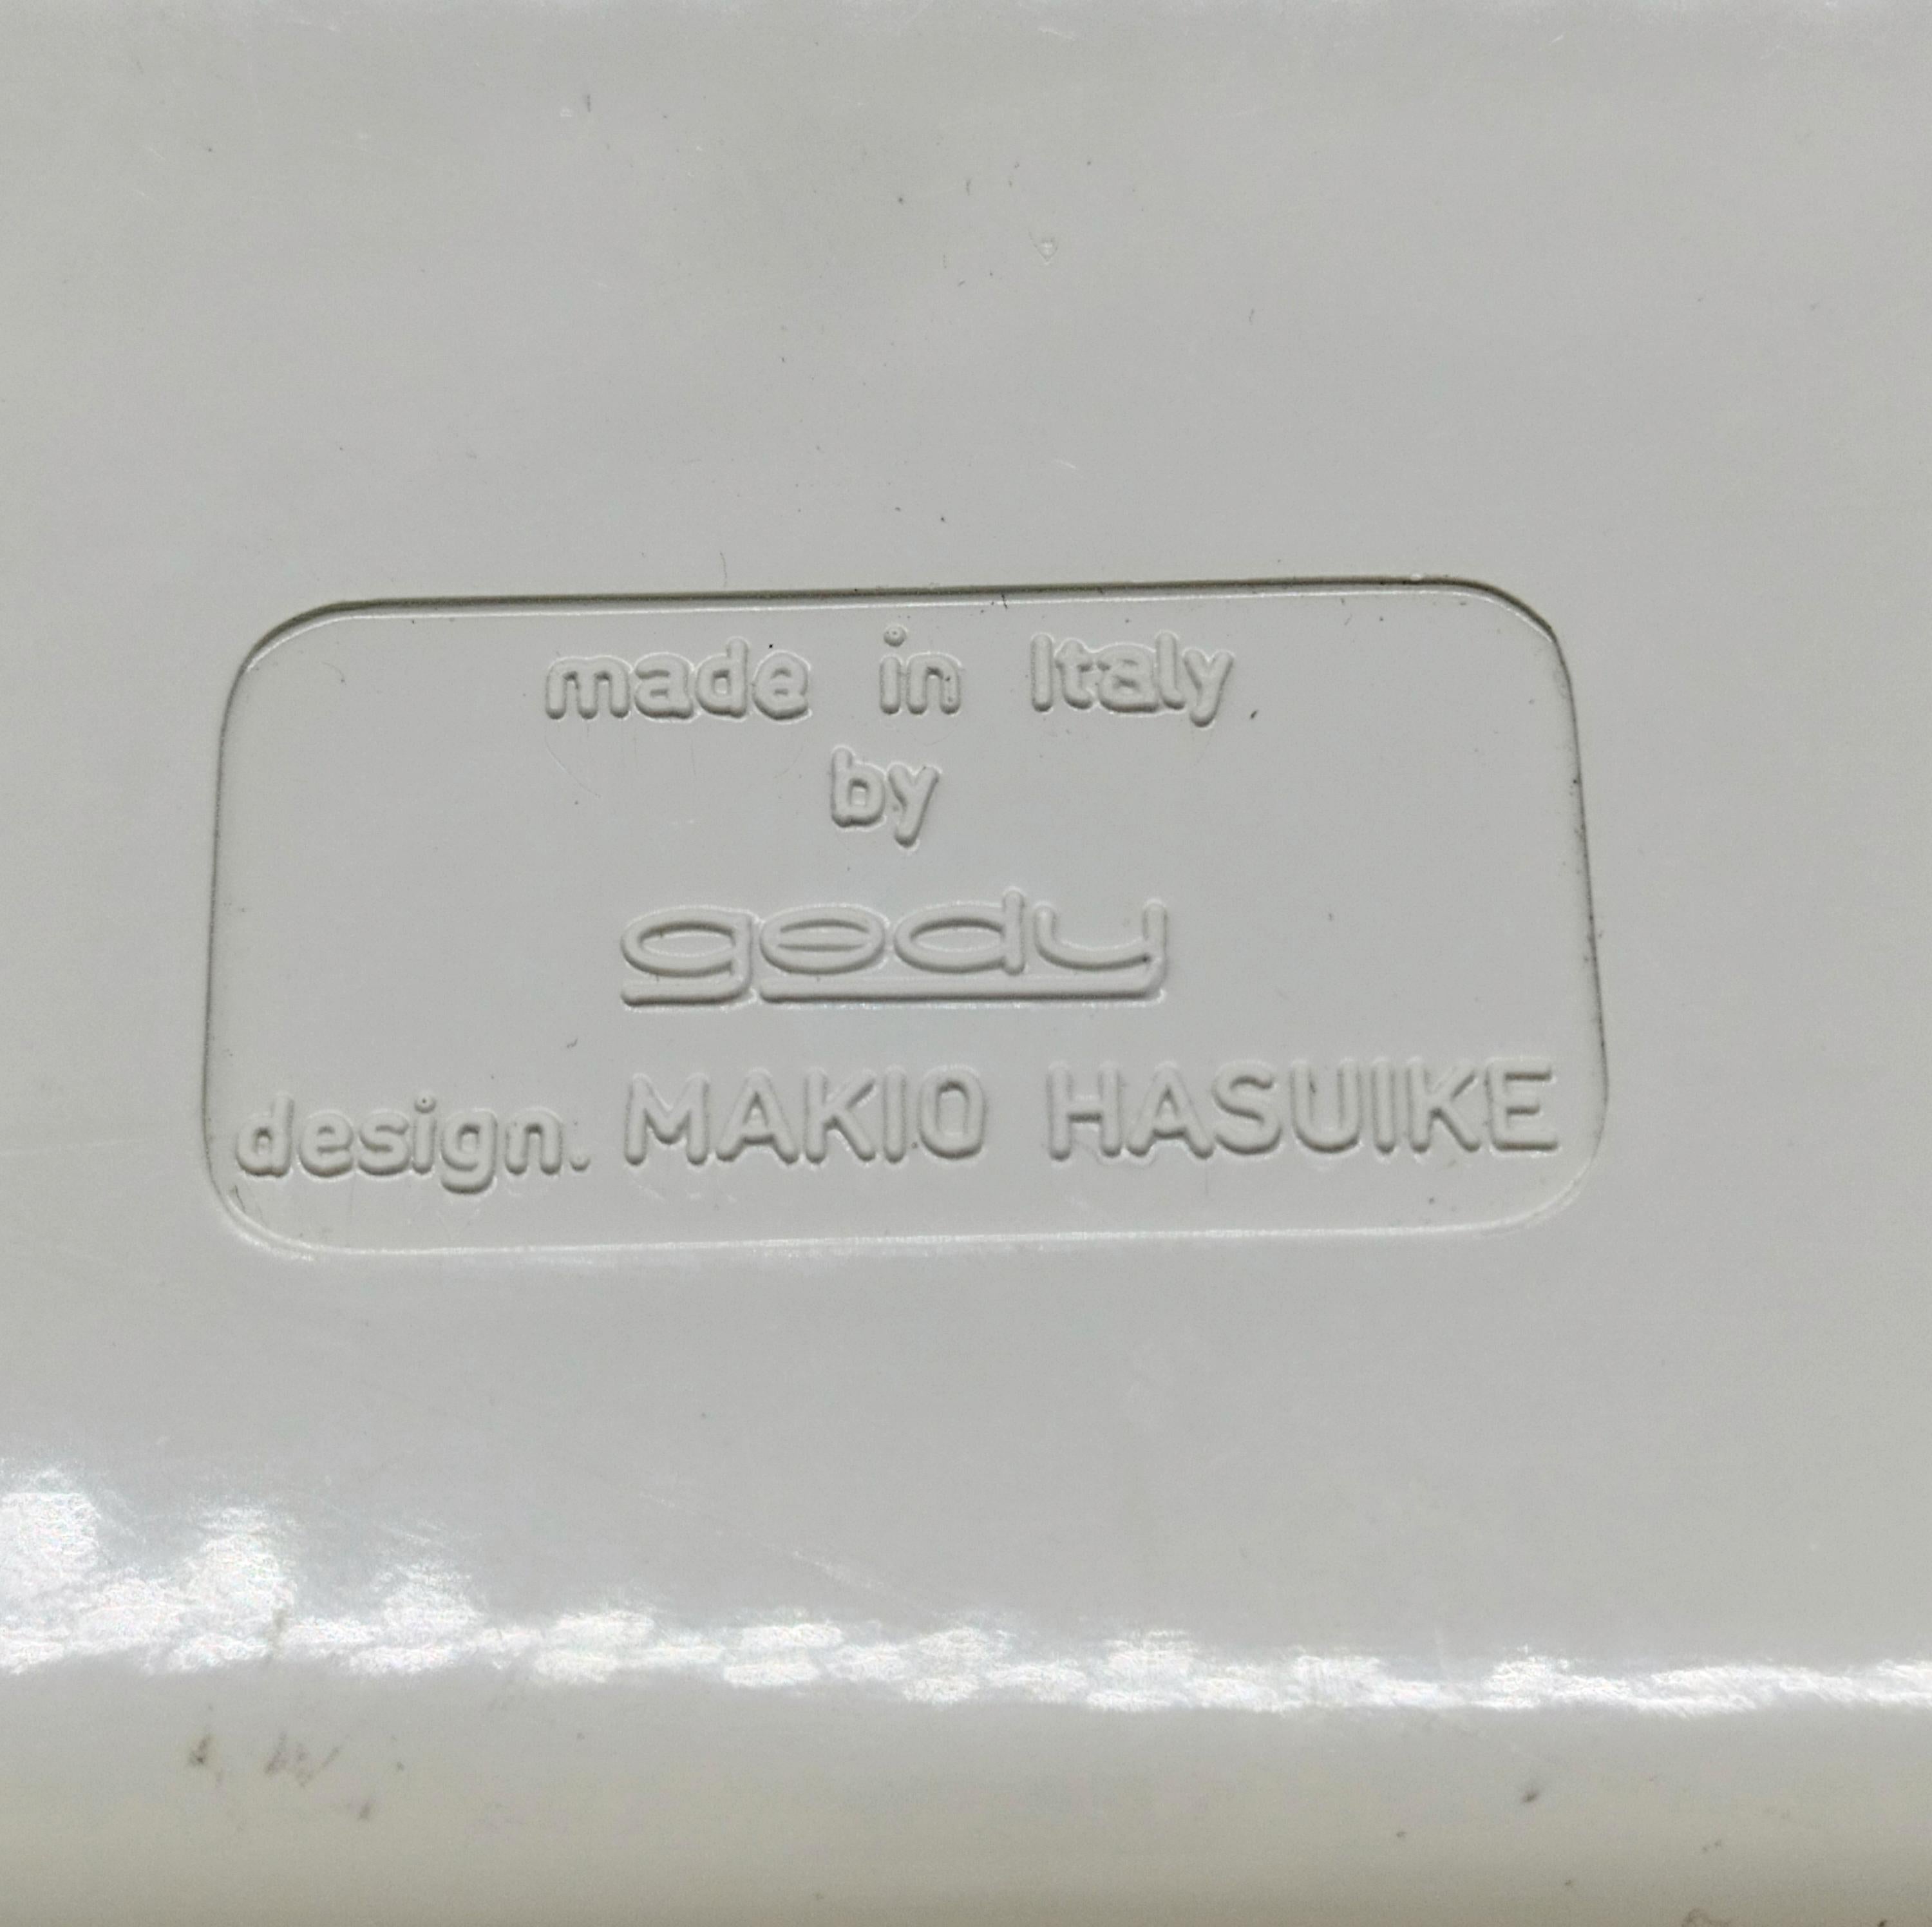 made in Italy
by
gedy
design. MAKIO HASUIKE